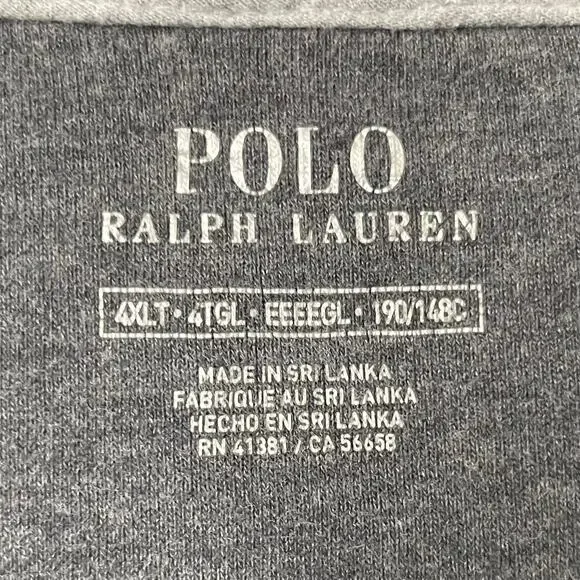 POLO
RALPH LAUREN
4XLT • 4TGL • EEEEGL • 190/148C
MADE IN SRI LANKA
FABRIQUE AU SRI LANKA
HECHO EN SRI LANKA
RN 41381 / CA 56658